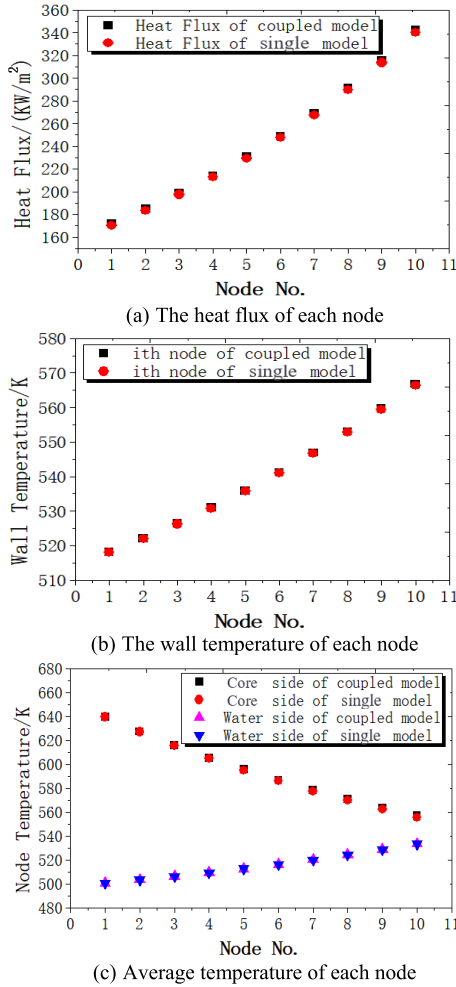 360
340
320
300
280
260
240
220
200
180
160
Heat Flux/(KW/m²)
Heat Flux of coupled model
Heat Flux of single model
0 1 2 3 4 5 6 7 8 9 10 11
Node No.
(a) The heat flux of each node
580
570
560
550
540
530
520
510
Wall Temperature/K
ith node of coupled model
ith node of single model
0 1 2 3 4 5 6 7 8 9 10 11
Node No.
(b) The wall temperature of each node
680
660
640
620
600
580
560
540
520
500
480
Node Temperature/K
Core side of coupled model
Core side of single model
Water side of coupled model
Water side of single model
0 1 2 3 4 5 6 7 8 9 10 11
Node No.
(c) Average temperature of each node